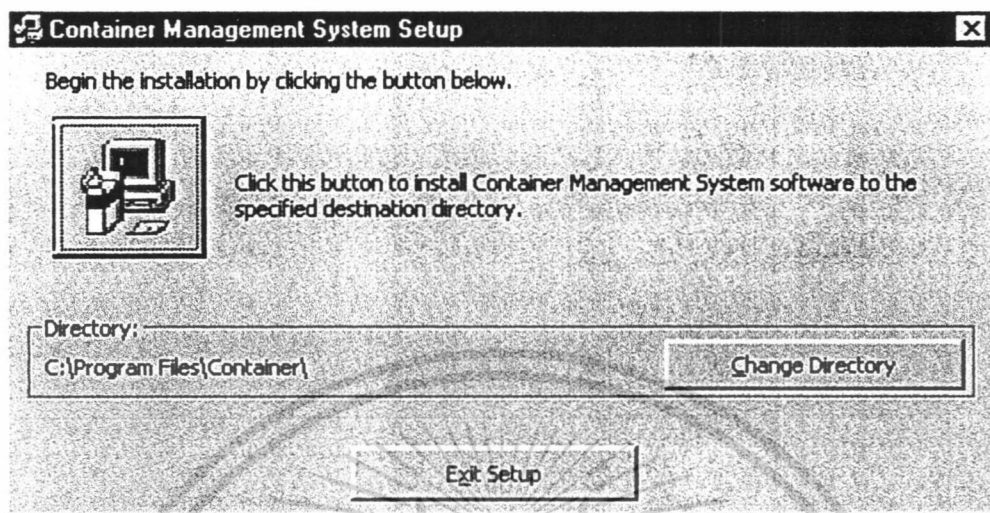 Container Management System Setup
Begin the installation by clicking the button below.
Click this button to install Container Management System software to the
specified destination directory.
Directory:
C:\Program Files\Container\
Change Directory
Exit Setup